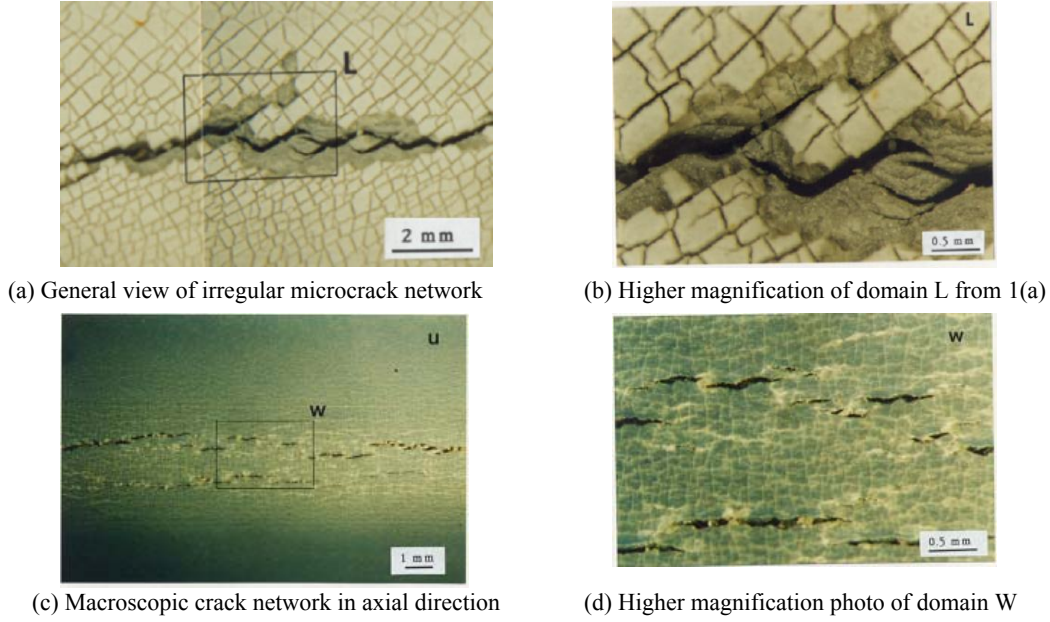 L
2 mm
L
0.5 mm
(a) General view of irregular microcrack network
(b) Higher magnification of domain L from 1(a)
u
w
1 mm
w
0.5 mm
(c) Macroscopic crack network in axial direction
(d) Higher magnification photo of domain W